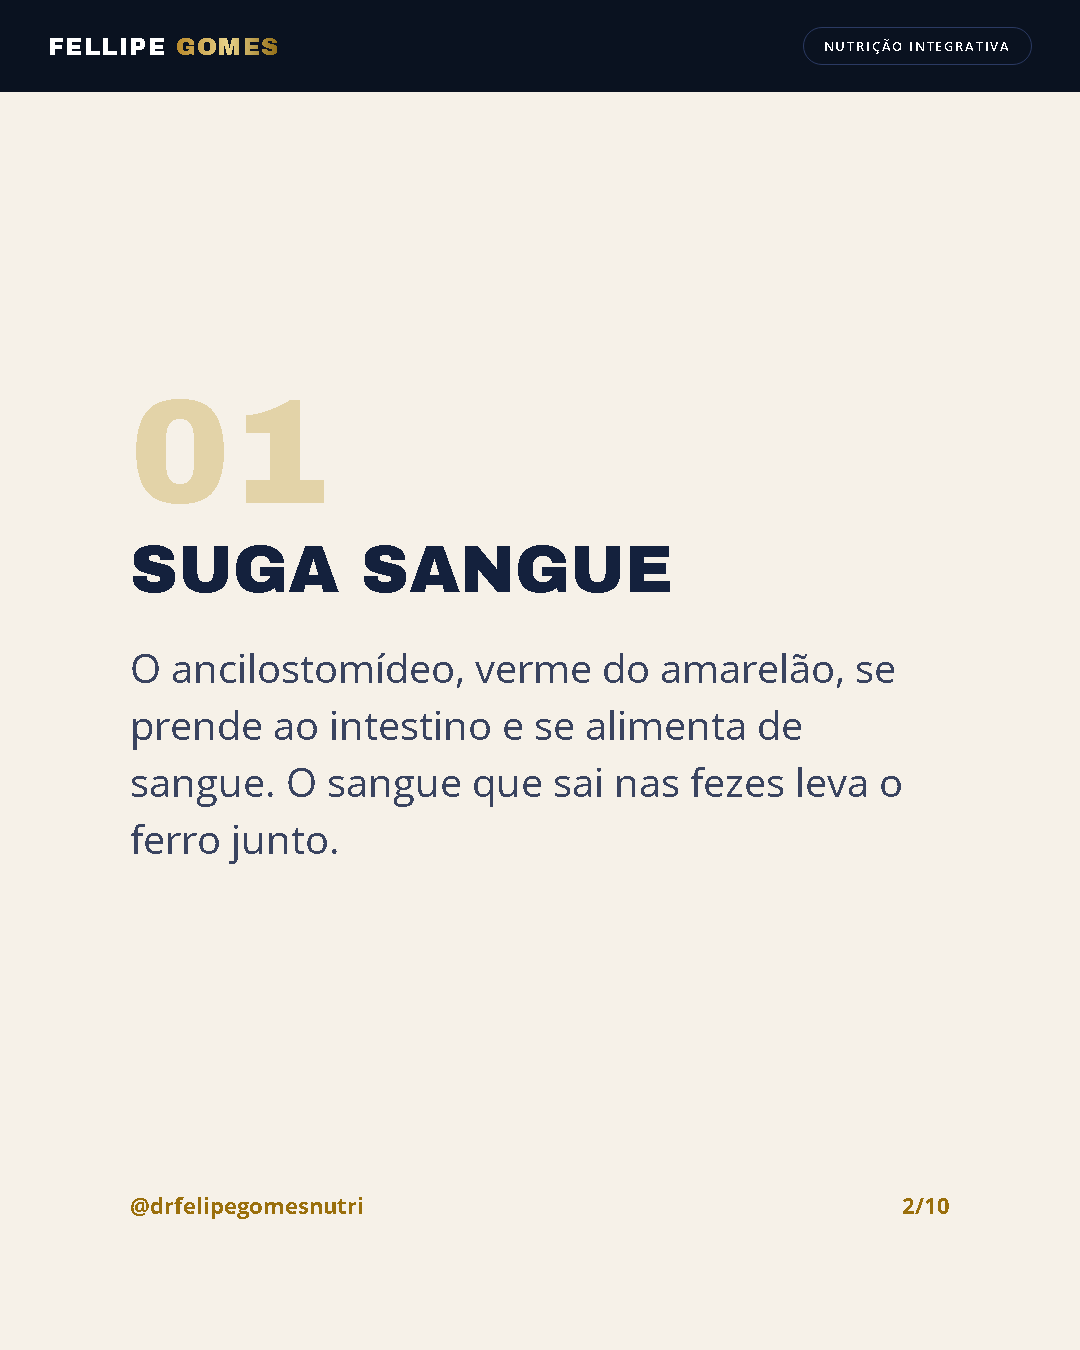 FELLIPE GOMES
NUTRIÇÃO INTEGRATIVA
01
SUGA SANGUE
O ancilostomídeo, verme do amarelão, se
prende ao intestino e se alimenta de
sangue. O sangue que sai nas fezes leva o
ferro junto.
@drfelipegomesnutri
2/10